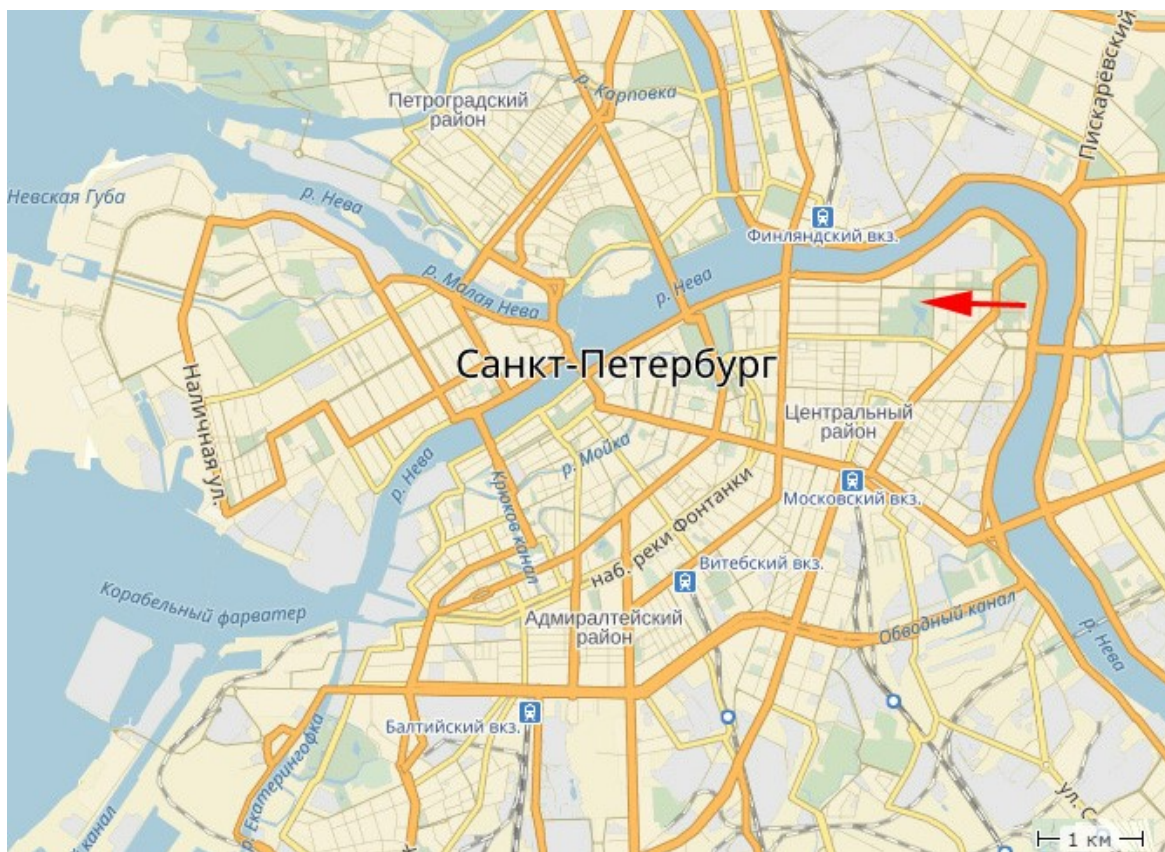 Пискарёвский
р. Карповка
Петроградский
район
Невская Губа
р. Нева
Финляндский вкз.
р. Малая Нева
р. Нева
Санкт-Петербург
Наличная ул.
Центральный
район
р. Нева
р. Мойка
Крюков канал
наб. реки Фонтанки
Московский вкз.
Витебский вкз.
Корабельный фарватер
Адмиралтейский
район
Обводный канал
р. Нева
Балтийский вкз.
р. Екатерингофка
канал
ул. С
1 км